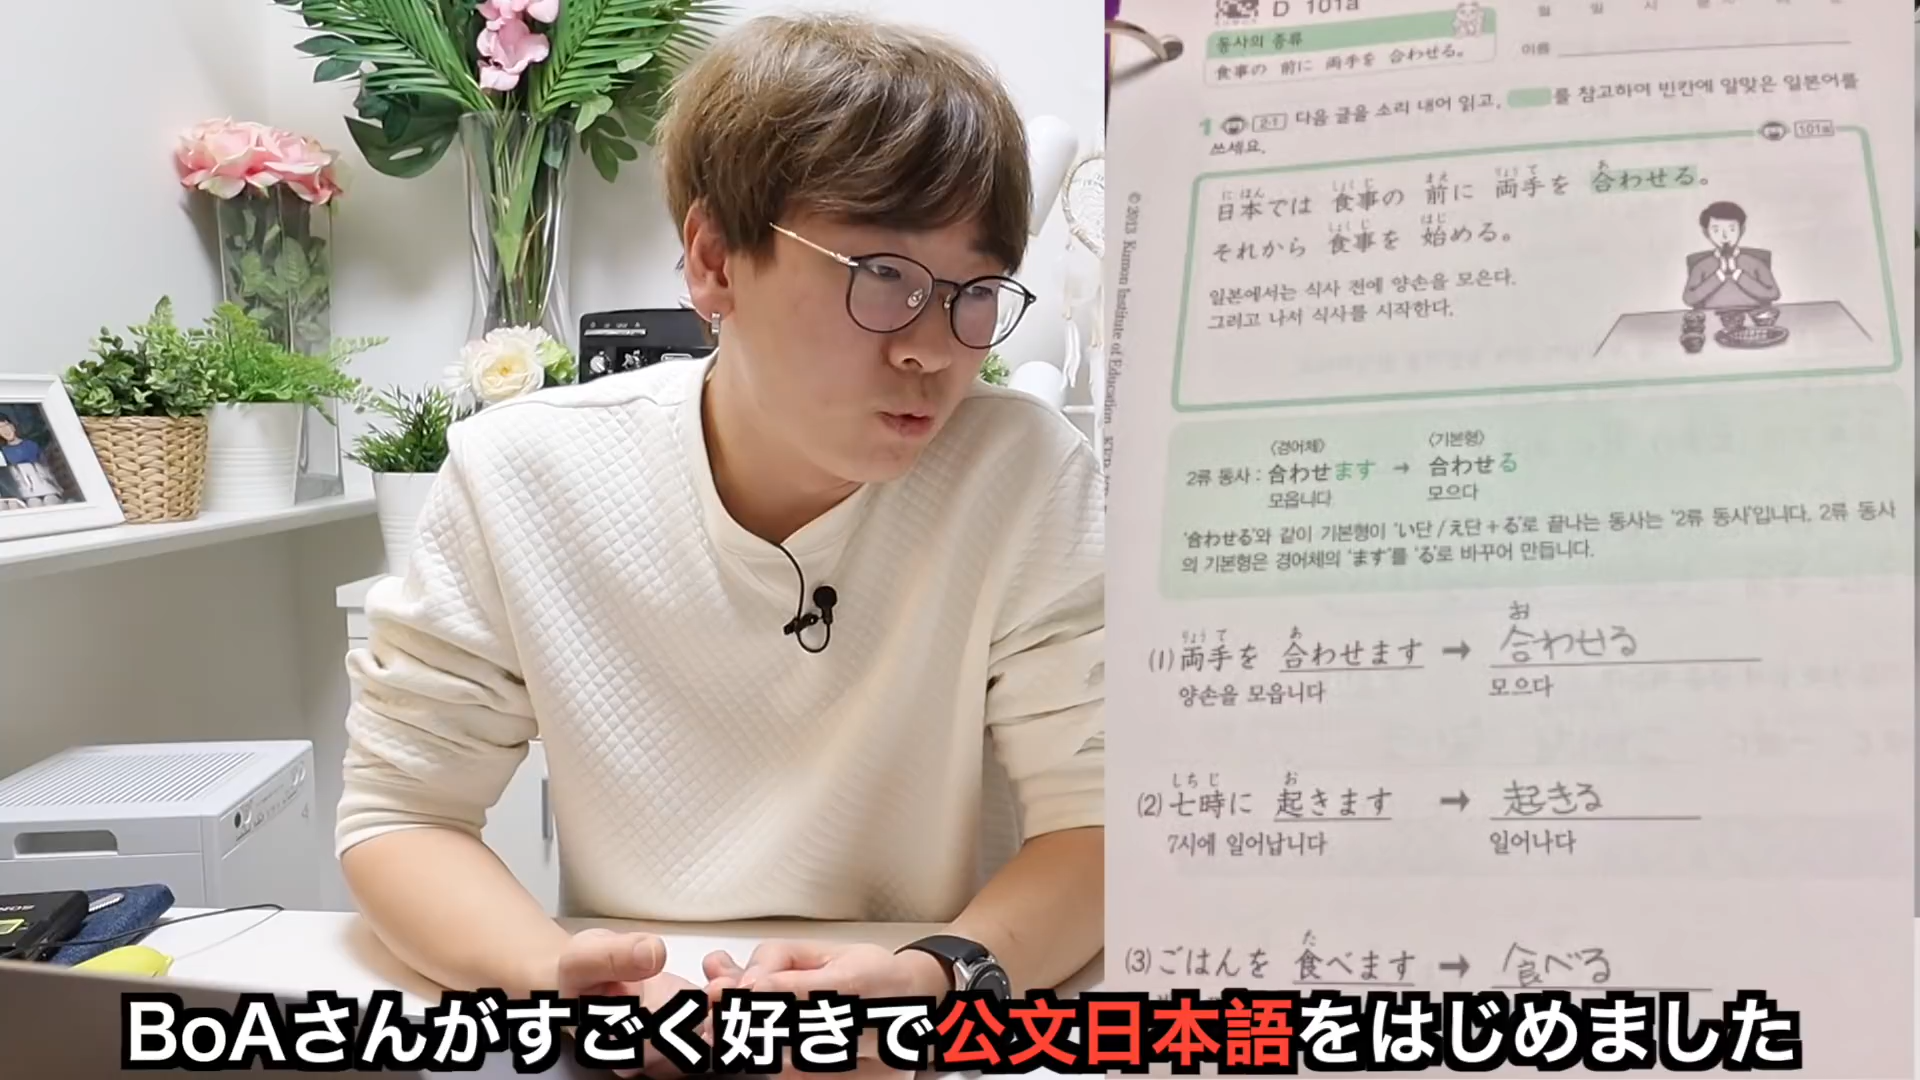 D 101a
월 일 시
동사의 종류
食事の 前に 両手を 合わせる。
이름
1 2-1 다음 글을 소리 내어 읽고, 를 참고하여 빈칸에 알맞은 일본어를
쓰세요.
101a
に ほん しょく じ まえ りょう て あ
日本では 食事の 前に 両手を 合わせる。
しょく じ はじ
それから 食事を 始める。
일본에서는 식사 전에 양손을 모은다.
그리고 나서 식사를 시작한다.
© 2013 Kumon Institute of Education
〈경어체〉 〈기본형〉
2류 동사 : 合わせます → 合わせる
모읍니다 모으다
'合わせる'와 같이 기본형이 'い단/え단+る'로 끝나는 동사는 '2류 동사'입니다. 2류 동사
의 기본형은 경어체의 'ます'를 'る'로 바꾸어 만듭니다.
りょう て あ お
(1) 両手を 合わせます → 合わせる
양손을 모읍니다 모으다
しち じ お
(2) 七時に 起きます → 起きる
7시에 일어납니다 일어나다
た
(3) ごはんを 食べます → 食べる
SONY
BoAさんがすごく好きで公文日本語をはじめました